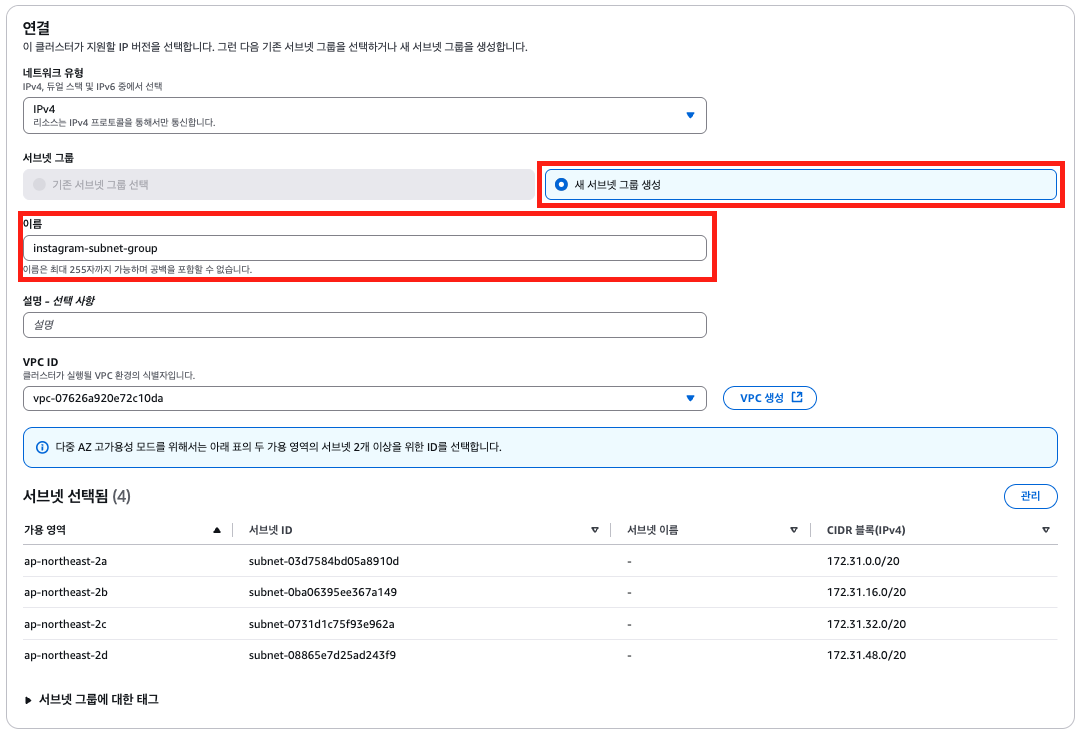 연결
이 클러스터가 지원할 IP 버전을 선택합니다. 그런 다음 기존 서브넷 그룹을 선택하거나 새 서브넷 그룹을 생성합니다.
네트워크 유형
IPv4, 듀얼 스택 및 IPv6 중에서 선택
IPv4
리소스는 IPv4 프로토콜을 통해서만 통신합니다.
서브넷 그룹
기존 서브넷 그룹 선택
새 서브넷 그룹 생성
이름
instagram-subnet-group
이름은 최대 255자까지 가능하며 공백을 포함할 수 없습니다.
설명 – 선택 사항
설명
VPC ID
클러스터가 실행될 VPC 환경의 식별자입니다.
vpc-07626a920e72c10da
VPC 생성
다중 AZ 고가용성 모드를 위해서는 아래 표의 두 가용 영역의 서브넷 2개 이상을 위한 ID를 선택합니다.
서브넷 선택됨 (4)
관리
가용 영역 서브넷 ID 서브넷 이름 CIDR 블록(IPv4)
ap-northeast-2a subnet-03d7584bd05a8910d - 172.31.0.0/20
ap-northeast-2b subnet-0ba06395ee367a149 - 172.31.16.0/20
ap-northeast-2c subnet-0731d1c75f93e962a - 172.31.32.0/20
ap-northeast-2d subnet-08865e7d25ad243f9 - 172.31.48.0/20
서브넷 그룹에 대한 태그